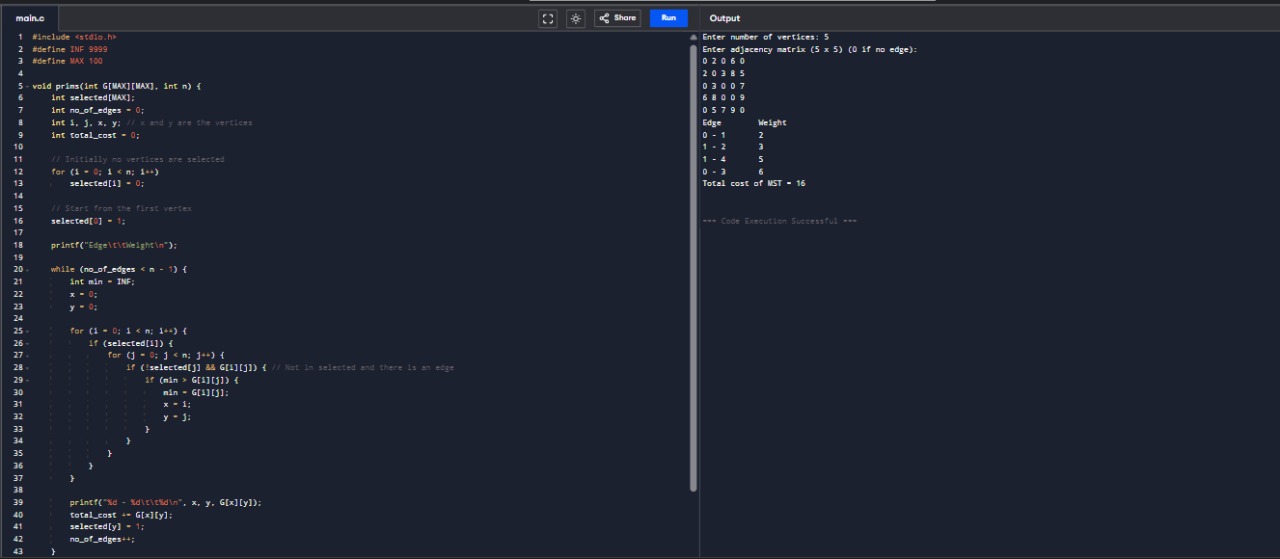 main.c
Share
Run
Output
1 #include <stdio.h>
2 #define INF 9999
3 #define MAX 100
4
5 void prims(int G[MAX][MAX], int n) {
6 int selected[MAX];
7 int no_of_edges = 0;
8 int i, j, x, y; // x and y are the vertices
9 int total_cost = 0;
10
11 // Initially no vertices are selected
12 for (i = 0; i < n; i++)
13 selected[i] = 0;
14
15 // Start from the first vertex
16 selected[0] = 1;
17
18 printf("Edge\t\tWeight\n");
19
20 while (no_of_edges < n - 1) {
21 int min = INF;
22 x = 0;
23 y = 0;
24
25 for (i = 0; i < n; i++) {
26 if (selected[i]) {
27 for (j = 0; j < n; j++) {
28 if (!selected[j] && G[i][j]) { // Not in selected and there is an edge
29 if (min > G[i][j]) {
30 min = G[i][j];
31 x = i;
32 y = j;
33 }
34 }
35 }
36 }
37 }
38
39 printf("%d - %d\t\t%d\n", x, y, G[x][y]);
40 total_cost += G[x][y];
41 selected[y] = 1;
42 no_of_edges++;
43 }
Enter number of vertices: 5
Enter adjacency matrix (5 x 5) (0 if no edge):
0 2 0 6 0
2 0 3 8 5
0 3 0 0 7
6 8 0 0 9
0 5 7 9 0
Edge Weight
0 - 1 2
1 - 2 3
1 - 4 5
0 - 3 6
Total cost of MST = 16
=== Code Execution Successful ===